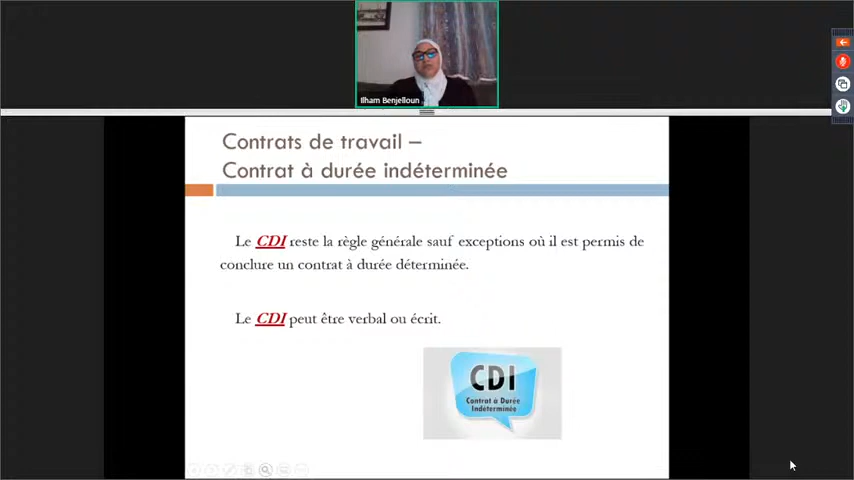 Ilham Benjelloun
Contrats de travail –
Contrat à durée indéterminée
Le CDI reste la règle générale sauf exceptions où il est permis de
conclure un contrat à durée déterminée.
Le CDI peut être verbal ou écrit.
CDI
Contrat à Durée
Indéterminée